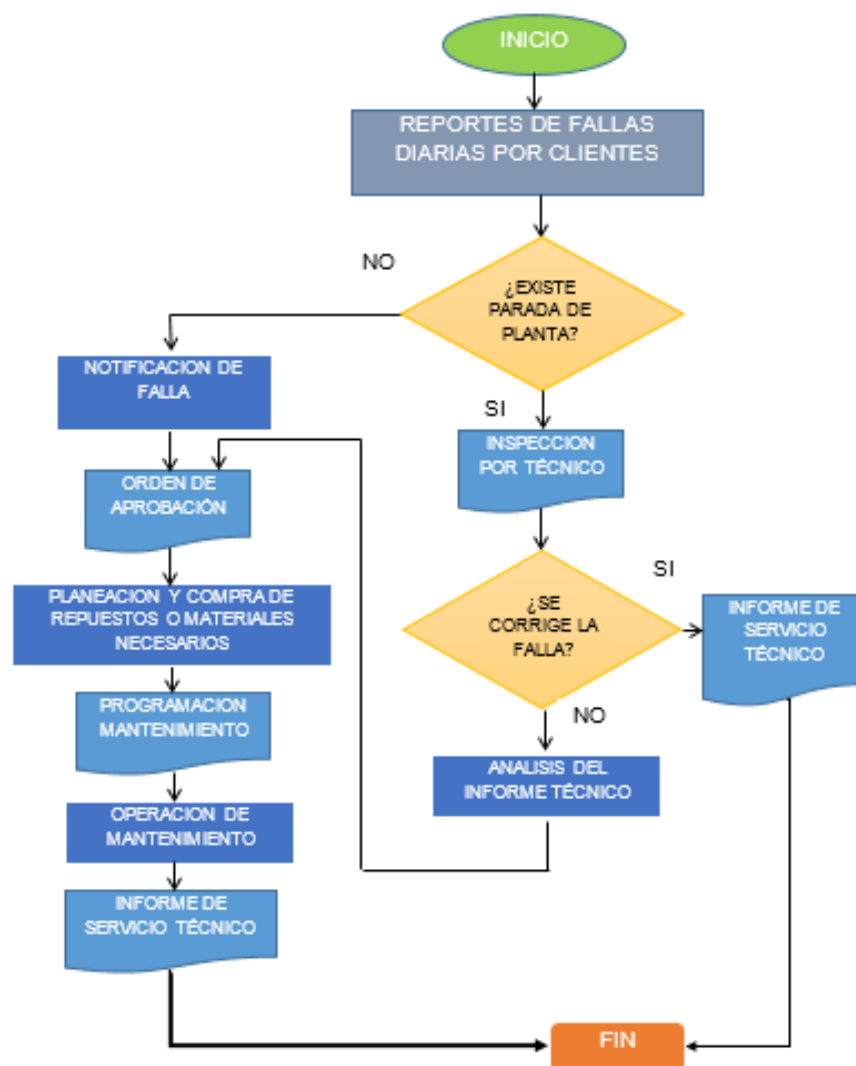 INICIO
REPORTES DE FALLAS
DIARIAS POR CLIENTES
NO
¿EXISTE
PARADA DE
PLANTA?
NOTIFICACION DE
FALLA
SI
INSPECCION
POR TÉCNICO
ORDEN DE
APROBACIÓN
SI
PLANEACION Y COMPRA DE
REPUESTOS O MATERIALES
NECESARIOS
¿SE
CORRIGE LA
FALLA?
INFORME DE
SERVICIO
TÉCNICO
PROGRAMACION
MANTENIMIENTO
NO
ANALISIS DEL
INFORME TÉCNICO
OPERACION DE
MANTENIMIENTO
INFORME DE
SERVICIO TÉCNICO
FIN